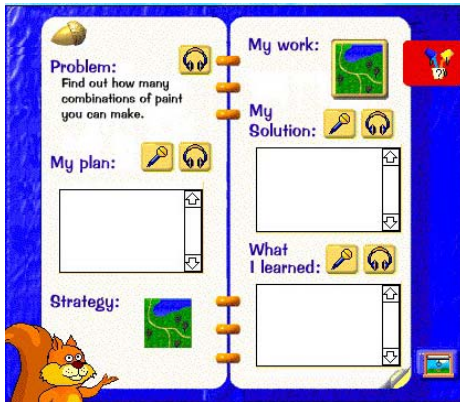 Problem:
Find out how many
combinations of paint
you can make.
My plan:
Strategy:
My work:
My
Solution:
What
I learned:
?